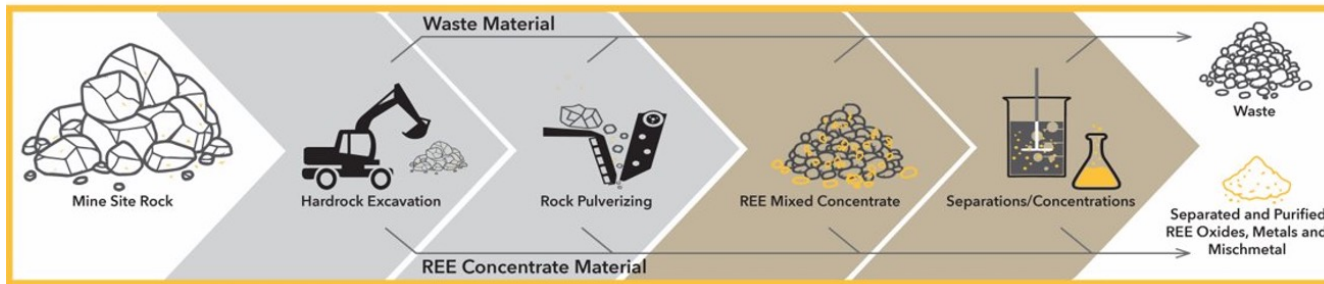 Waste Material
Mine Site Rock
Hardrock Excavation
Rock Pulverizing
REE Mixed Concentrate
Separations/Concentrations
Waste
Separated and Purified
REE Oxides, Metals and
Mischmetal
REE Concentrate Material